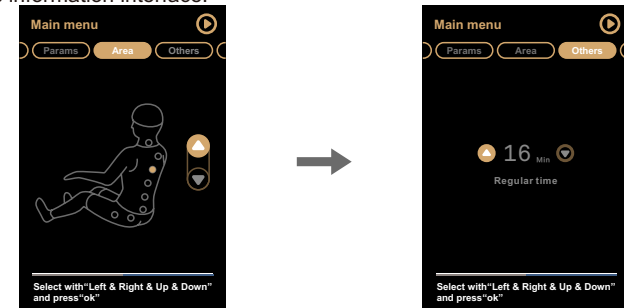 information interface.
Main menu
Params Area Others
Select with“Left & Right & Up & Down”
and press“ok”
Main menu
Params Area Others
16 Min
Regular time
Select with“Left & Right & Up & Down”
and press“ok”